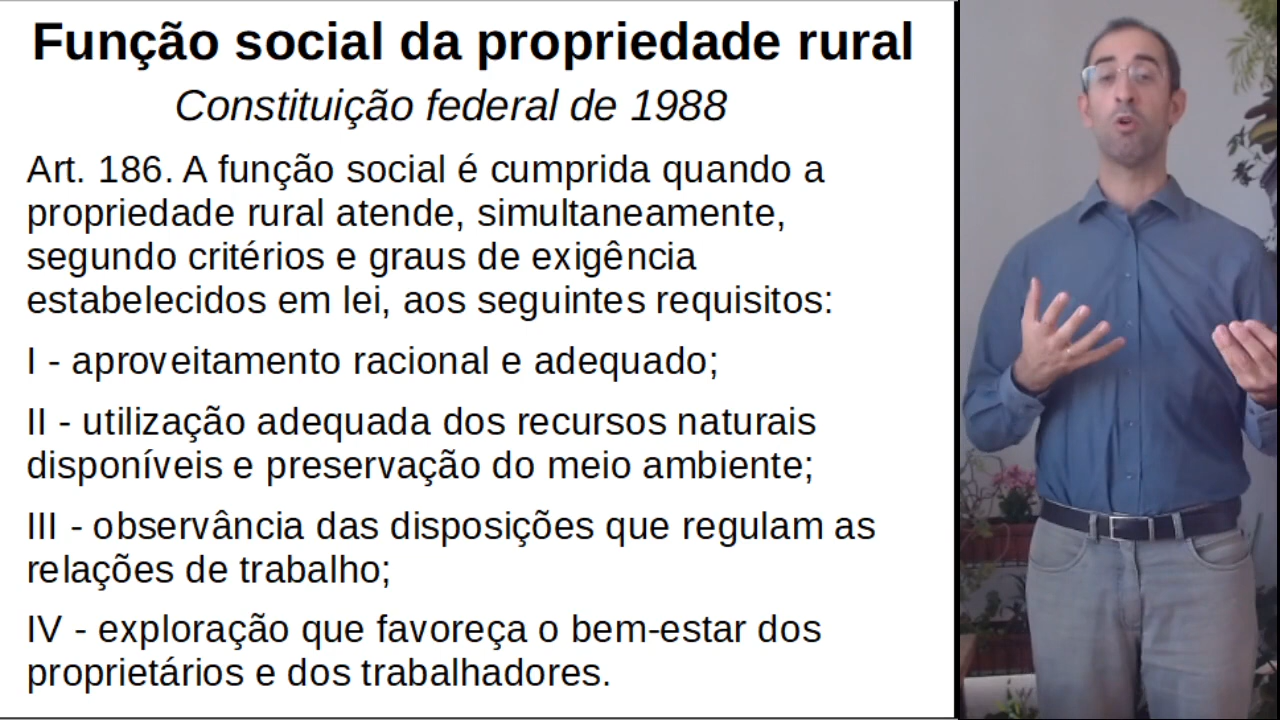 Função social da propriedade rural
Constituição federal de 1988
Art. 186. A função social é cumprida quando a
propriedade rural atende, simultaneamente,
segundo critérios e graus de exigência
estabelecidos em lei, aos seguintes requisitos:
I - aproveitamento racional e adequado;
II - utilização adequada dos recursos naturais
disponíveis e preservação do meio ambiente;
III - observância das disposições que regulam as
relações de trabalho;
IV - exploração que favoreça o bem-estar dos
proprietários e dos trabalhadores.